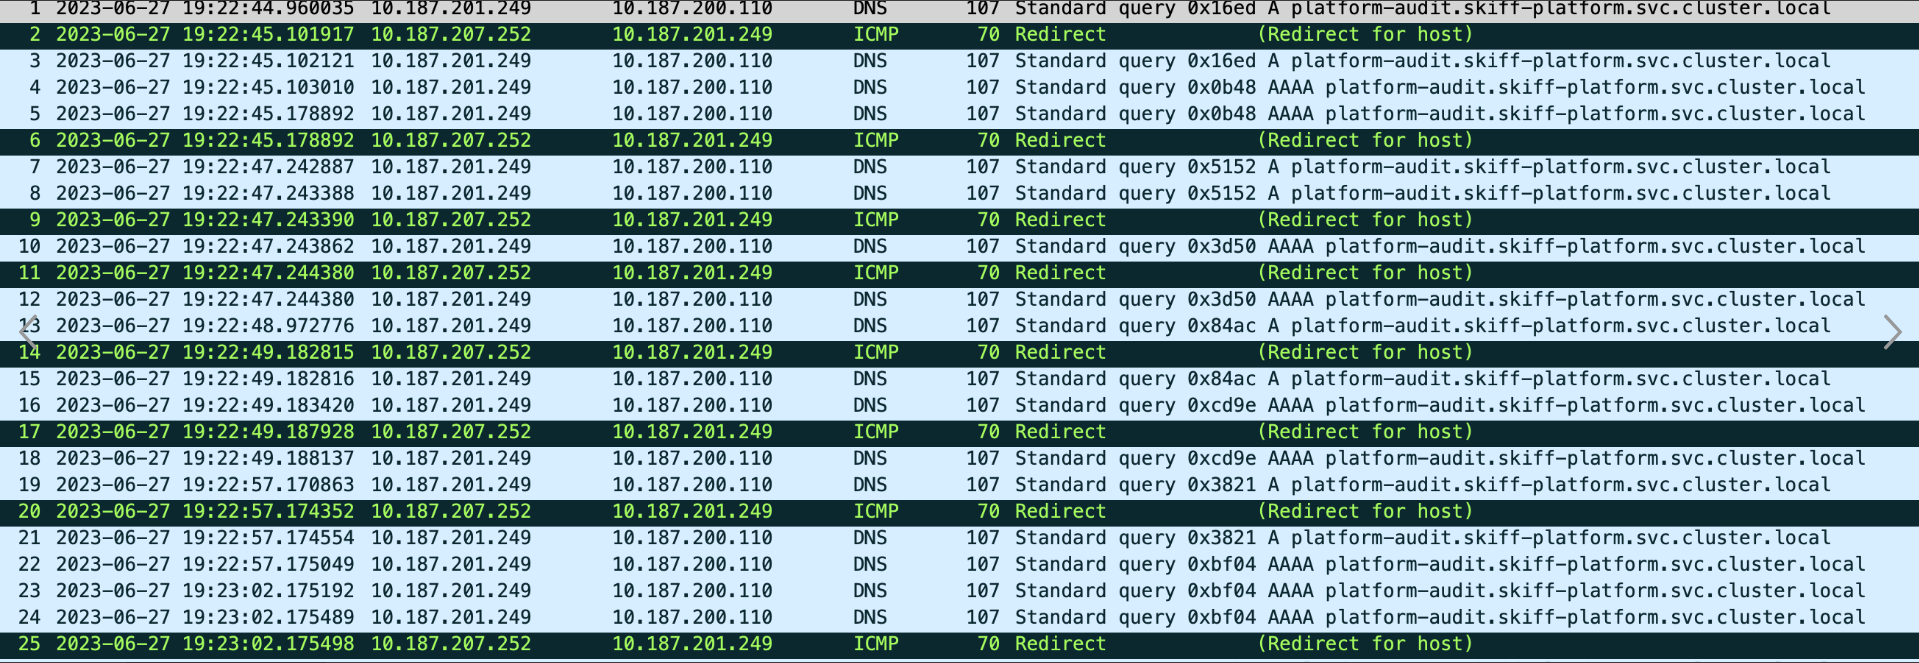 1 2023-06-27 19:22:44.960035 10.187.201.249 10.187.200.110 DNS 107 Standard query 0x16ed A platform-audit.skiff-platform.svc.cluster.local
2 2023-06-27 19:22:45.101917 10.187.207.252 10.187.201.249 ICMP 70 Redirect (Redirect for host)
3 2023-06-27 19:22:45.102121 10.187.201.249 10.187.200.110 DNS 107 Standard query 0x16ed A platform-audit.skiff-platform.svc.cluster.local
4 2023-06-27 19:22:45.103010 10.187.201.249 10.187.200.110 DNS 107 Standard query 0x0b48 AAAA platform-audit.skiff-platform.svc.cluster.local
5 2023-06-27 19:22:45.178892 10.187.201.249 10.187.200.110 DNS 107 Standard query 0x0b48 AAAA platform-audit.skiff-platform.svc.cluster.local
6 2023-06-27 19:22:45.178892 10.187.207.252 10.187.201.249 ICMP 70 Redirect (Redirect for host)
7 2023-06-27 19:22:47.242887 10.187.201.249 10.187.200.110 DNS 107 Standard query 0x5152 A platform-audit.skiff-platform.svc.cluster.local
8 2023-06-27 19:22:47.243388 10.187.201.249 10.187.200.110 DNS 107 Standard query 0x5152 A platform-audit.skiff-platform.svc.cluster.local
9 2023-06-27 19:22:47.243390 10.187.207.252 10.187.201.249 ICMP 70 Redirect (Redirect for host)
10 2023-06-27 19:22:47.243862 10.187.201.249 10.187.200.110 DNS 107 Standard query 0x3d50 AAAA platform-audit.skiff-platform.svc.cluster.local
11 2023-06-27 19:22:47.244380 10.187.207.252 10.187.201.249 ICMP 70 Redirect (Redirect for host)
12 2023-06-27 19:22:47.244380 10.187.201.249 10.187.200.110 DNS 107 Standard query 0x3d50 AAAA platform-audit.skiff-platform.svc.cluster.local
13 2023-06-27 19:22:48.972776 10.187.201.249 10.187.200.110 DNS 107 Standard query 0x84ac A platform-audit.skiff-platform.svc.cluster.local
14 2023-06-27 19:22:49.182815 10.187.207.252 10.187.201.249 ICMP 70 Redirect (Redirect for host)
15 2023-06-27 19:22:49.182816 10.187.201.249 10.187.200.110 DNS 107 Standard query 0x84ac A platform-audit.skiff-platform.svc.cluster.local
16 2023-06-27 19:22:49.183420 10.187.201.249 10.187.200.110 DNS 107 Standard query 0xcd9e AAAA platform-audit.skiff-platform.svc.cluster.local
17 2023-06-27 19:22:49.187928 10.187.207.252 10.187.201.249 ICMP 70 Redirect (Redirect for host)
18 2023-06-27 19:22:49.188137 10.187.201.249 10.187.200.110 DNS 107 Standard query 0xcd9e AAAA platform-audit.skiff-platform.svc.cluster.local
19 2023-06-27 19:22:57.170863 10.187.201.249 10.187.200.110 DNS 107 Standard query 0x3821 A platform-audit.skiff-platform.svc.cluster.local
20 2023-06-27 19:22:57.174352 10.187.207.252 10.187.201.249 ICMP 70 Redirect (Redirect for host)
21 2023-06-27 19:22:57.174554 10.187.201.249 10.187.200.110 DNS 107 Standard query 0x3821 A platform-audit.skiff-platform.svc.cluster.local
22 2023-06-27 19:22:57.175049 10.187.201.249 10.187.200.110 DNS 107 Standard query 0xbf04 AAAA platform-audit.skiff-platform.svc.cluster.local
23 2023-06-27 19:23:02.175192 10.187.201.249 10.187.200.110 DNS 107 Standard query 0xbf04 AAAA platform-audit.skiff-platform.svc.cluster.local
24 2023-06-27 19:23:02.175489 10.187.201.249 10.187.200.110 DNS 107 Standard query 0xbf04 AAAA platform-audit.skiff-platform.svc.cluster.local
25 2023-06-27 19:23:02.175498 10.187.207.252 10.187.201.249 ICMP 70 Redirect (Redirect for host)